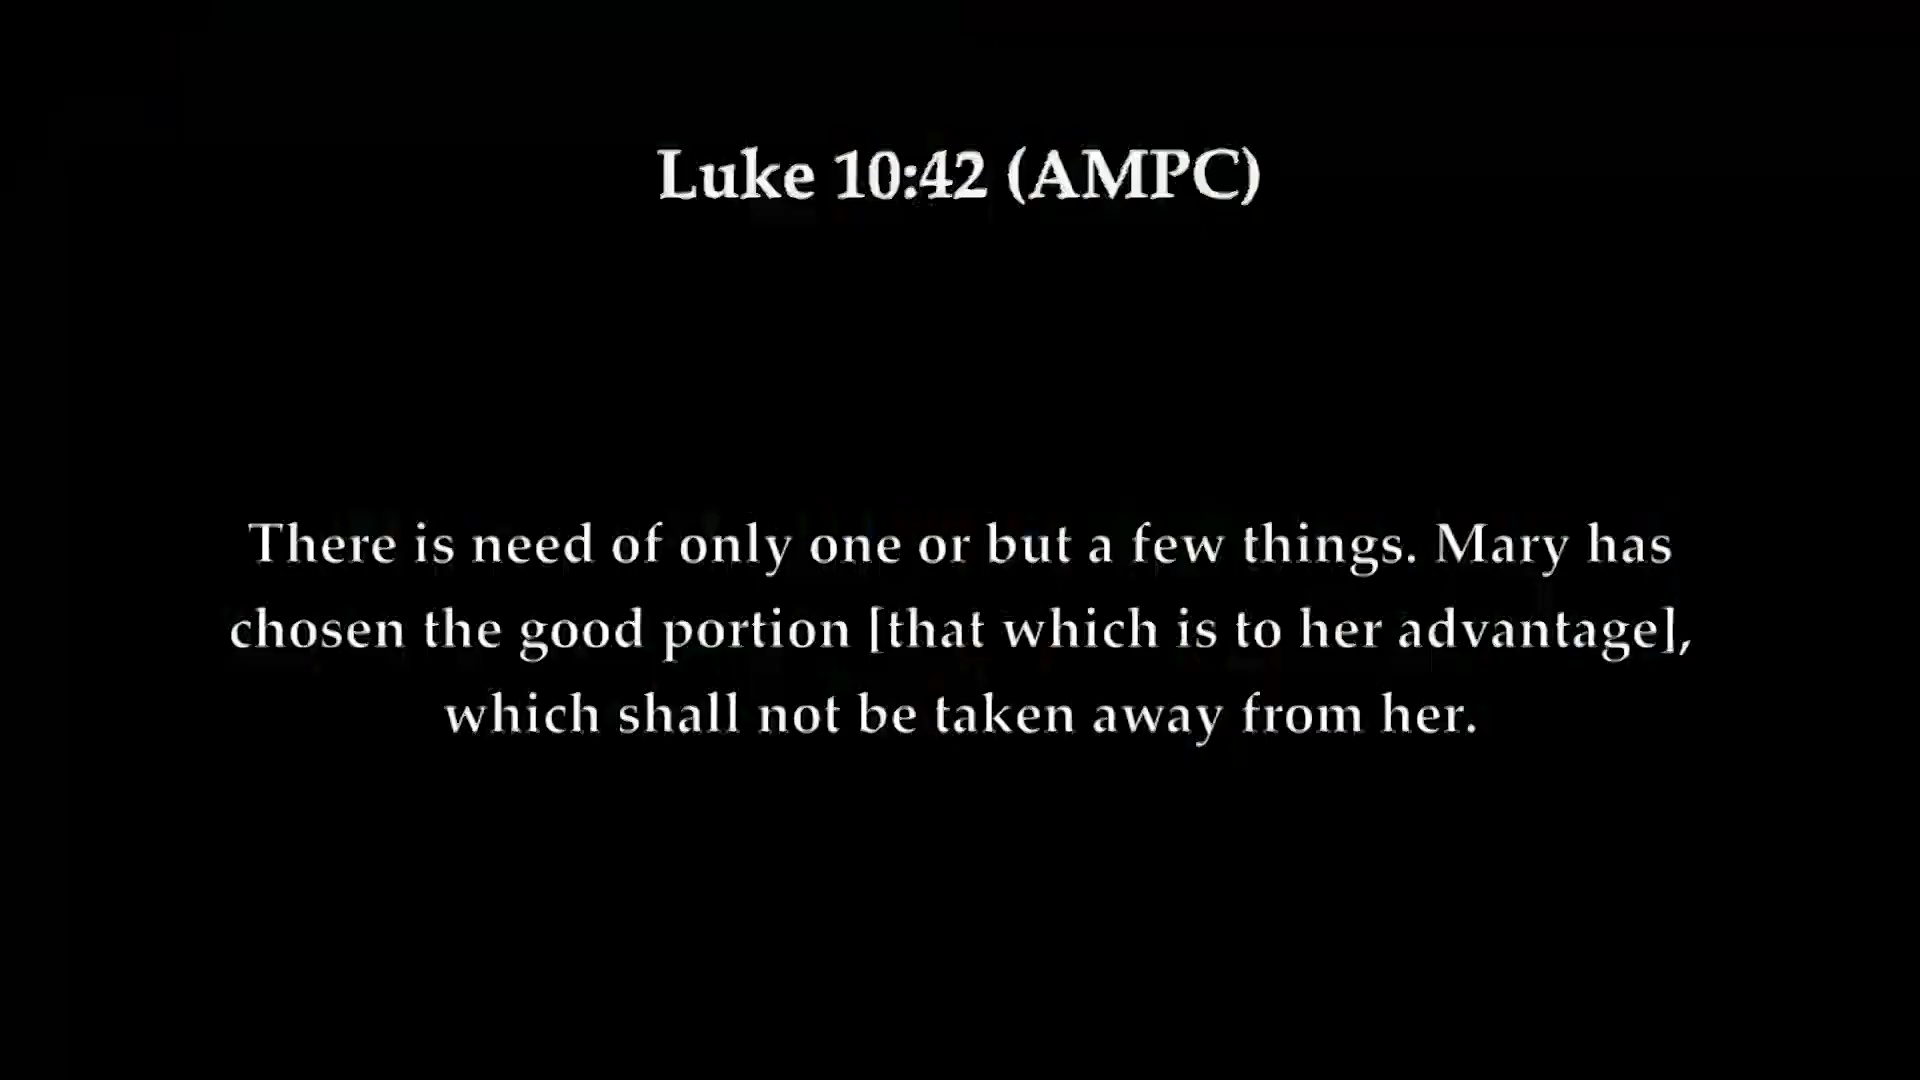 Luke 10:42 (AMPC)
There is need of only one or but a few things. Mary has
chosen the good portion [that which is to her advantage],
which shall not be taken away from her.